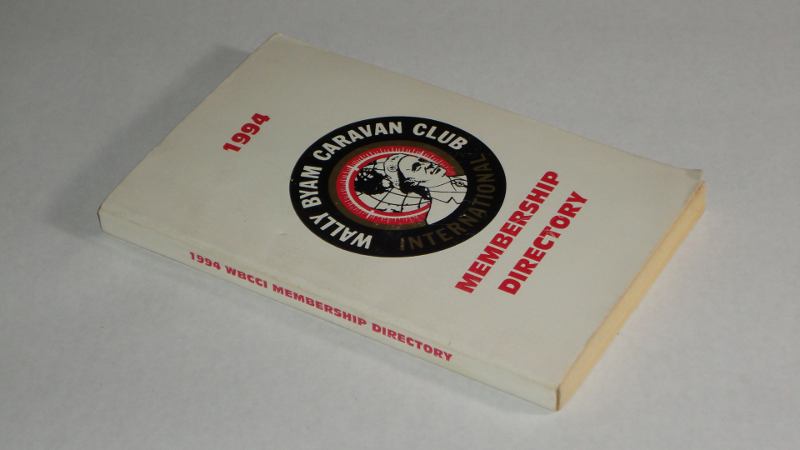 1994
WALLY BYAM CARAVAN CLUB
INTERNATIONAL
MEMBERSHIP
DIRECTORY
1994 WBCCI MEMBERSHIP DIRECTORY